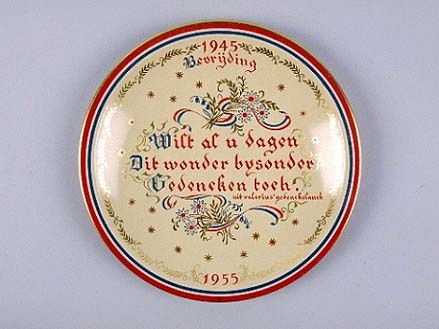 1945
Bevrijding
Wilt al u dagen
Dit wonder bysonder
Gedencken toch.
uit valerius' gedenckclanck
1955